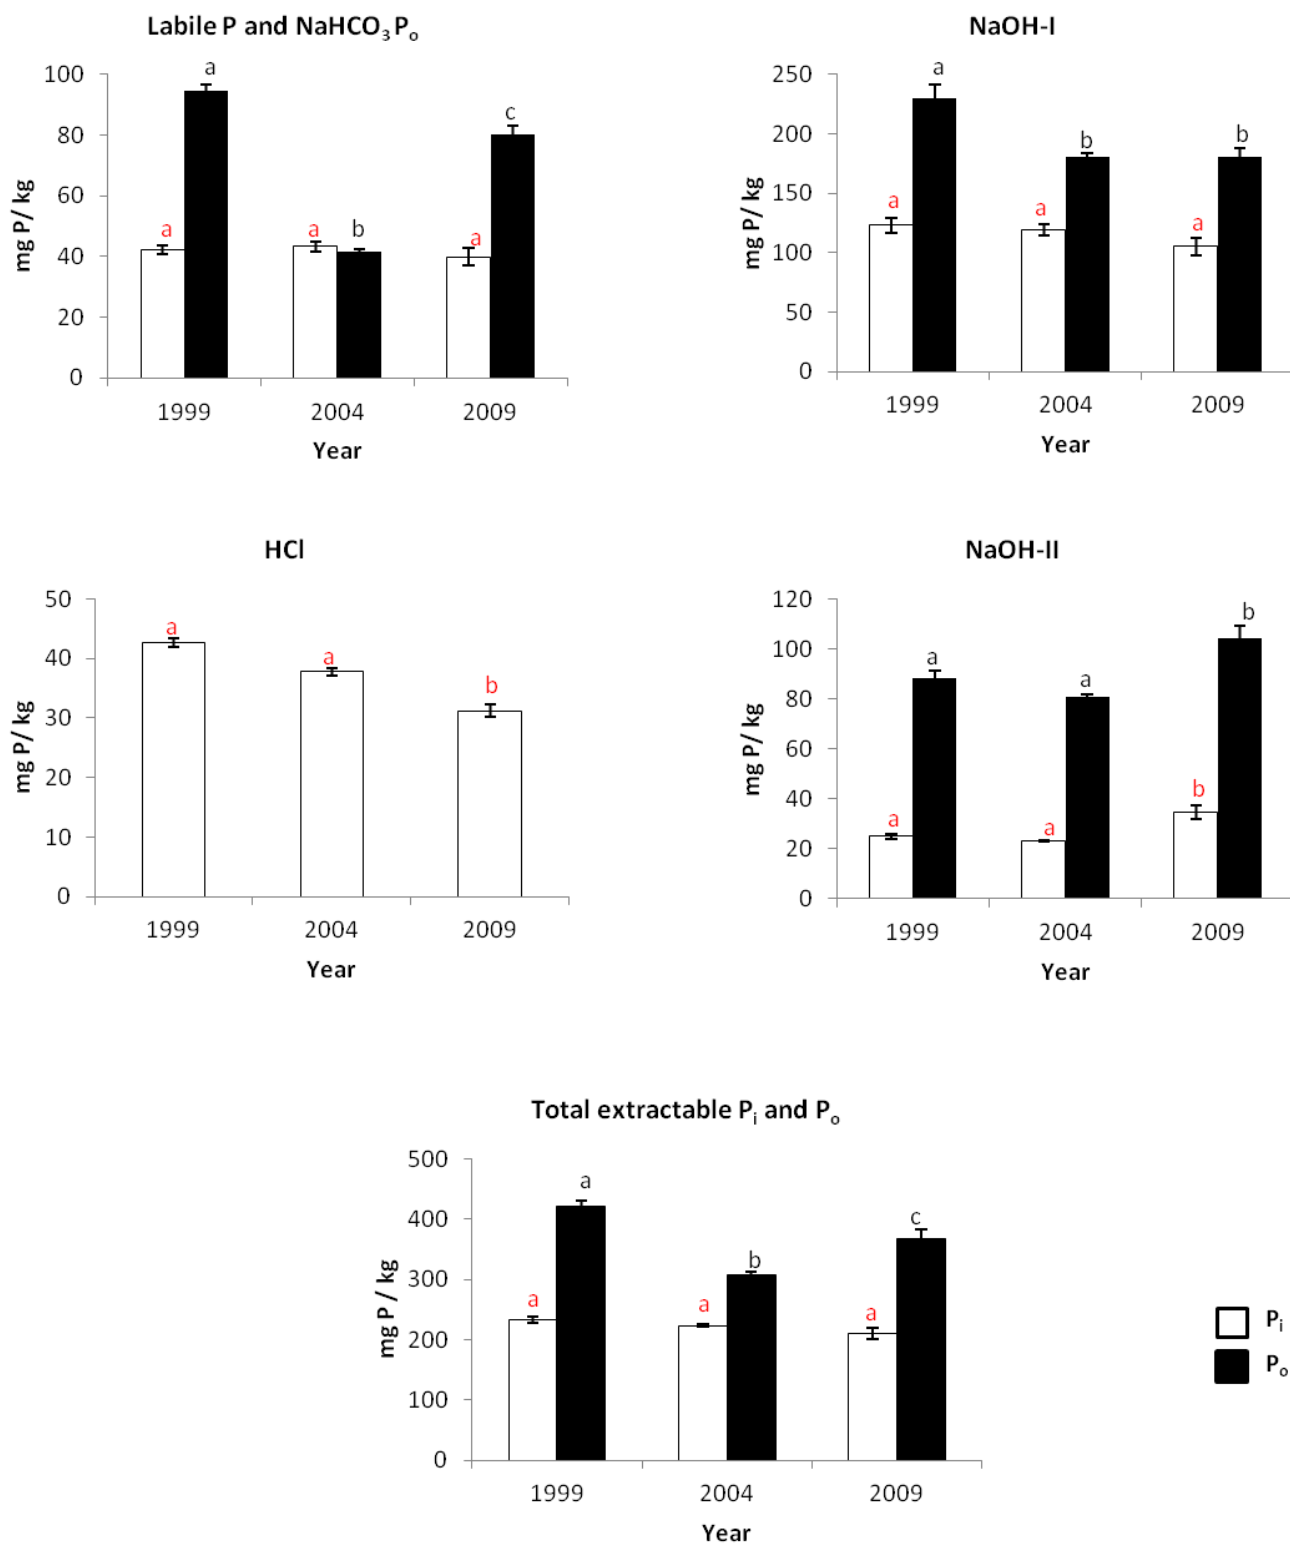 Labile P and NaHCO₃ Pₒ
mg P/ kg
100
80
60
40
20
0
a
a
a
b
a
c
1999
2004
2009
Year
NaOH-I
mg P/ kg
250
200
150
100
50
0
a
a
a
b
a
b
1999
2004
2009
Year
HCl
mg P/ kg
50
40
30
20
10
0
a
a
b
1999
2004
2009
Year
NaOH-II
mg P/ kg
120
100
80
60
40
20
0
a
a
a
a
b
b
1999
2004
2009
Year
Total extractable Pᵢ and Pₒ
mg P / kg
500
400
300
200
100
0
a
a
a
b
a
c
1999
2004
2009
Year
Pᵢ
Pₒ